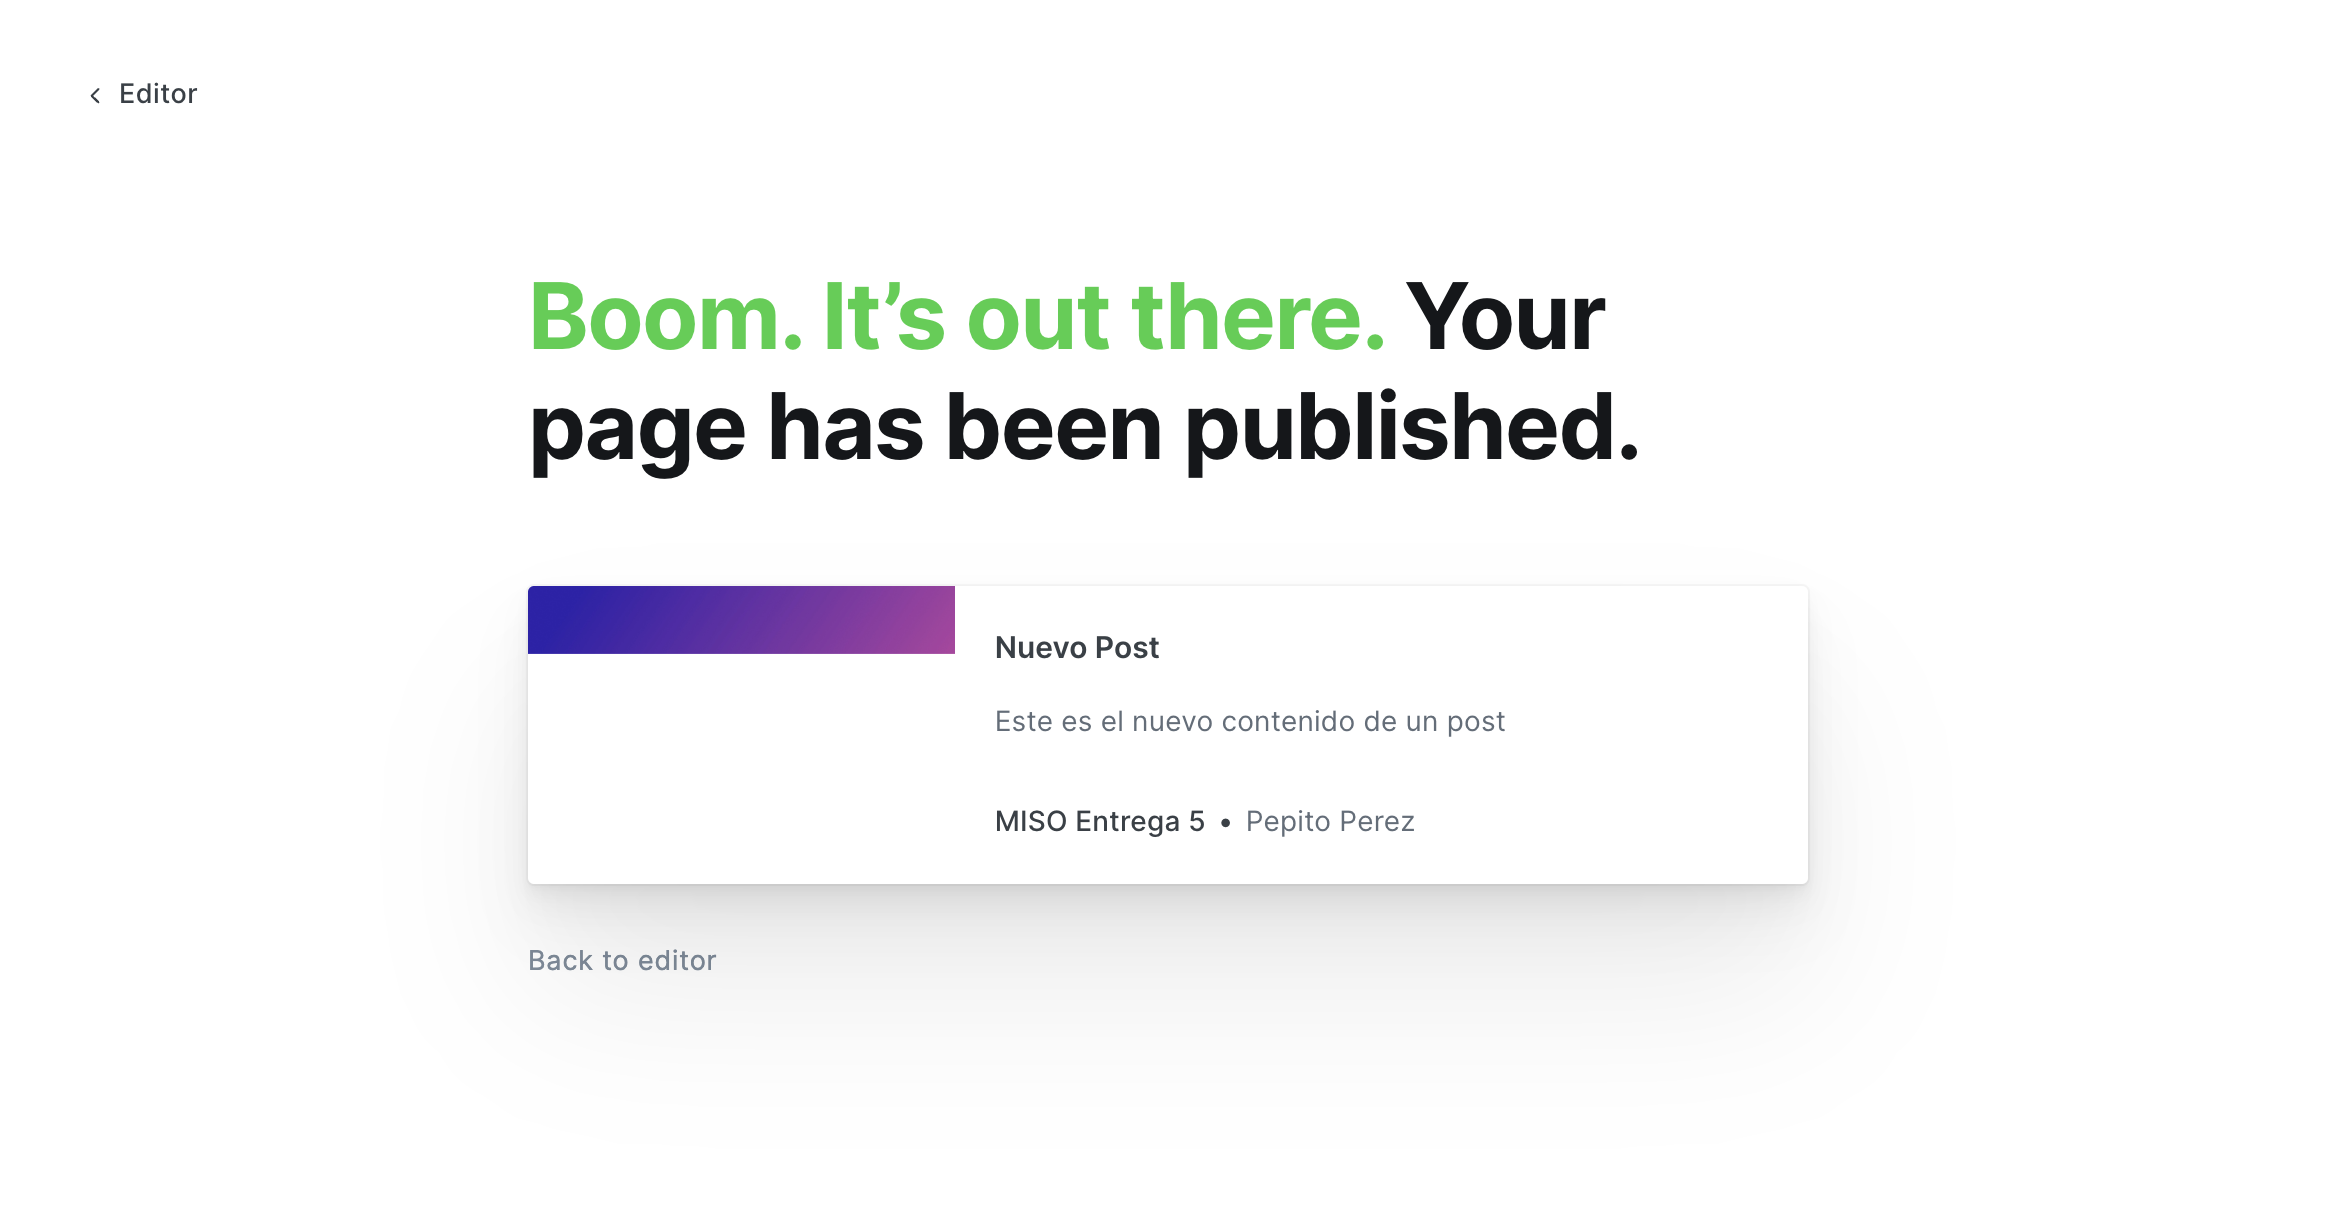 Editor
Boom. It’s out there. Your
page has been published.
Nuevo Post
Este es el nuevo contenido de un post
MISO Entrega 5 • Pepito Perez
Back to editor